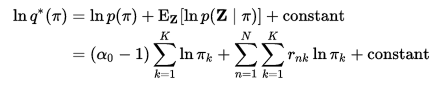 ln q*(π) = ln p(π) + E_Z[ln p(Z | π)] + constant
= (α₀ − 1) ∑_{k=1}^{K} ln π_k + ∑_{n=1}^{N} ∑_{k=1}^{K} r_{nk} ln π_k + constant